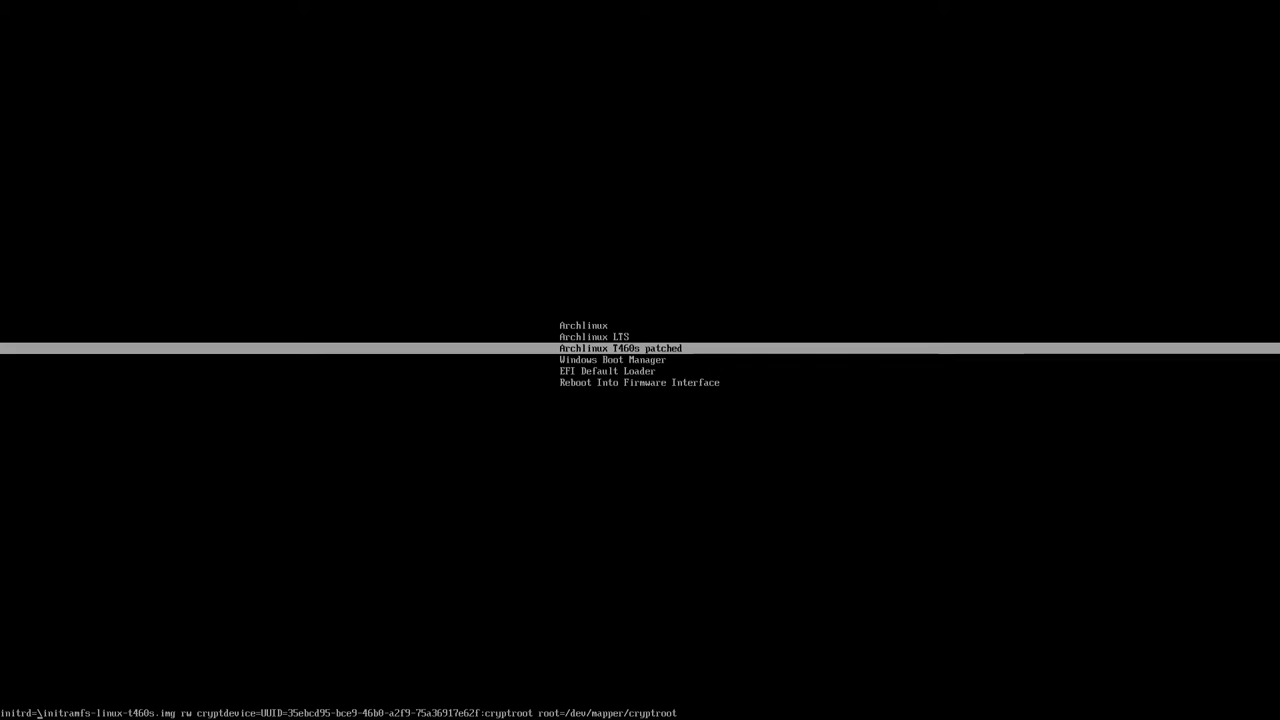 Archlinux
Archlinux LTS
Archlinux T460s patched
Windows Boot Manager
EFI Default Loader
Reboot Into Firmware Interface
initrd=\initramfs-linux-t460s.img rw cryptdevice=UUID=35ebcd95-bce9-46b0-a2f9-75a36917e62f:cryptroot root=/dev/mapper/cryptroot